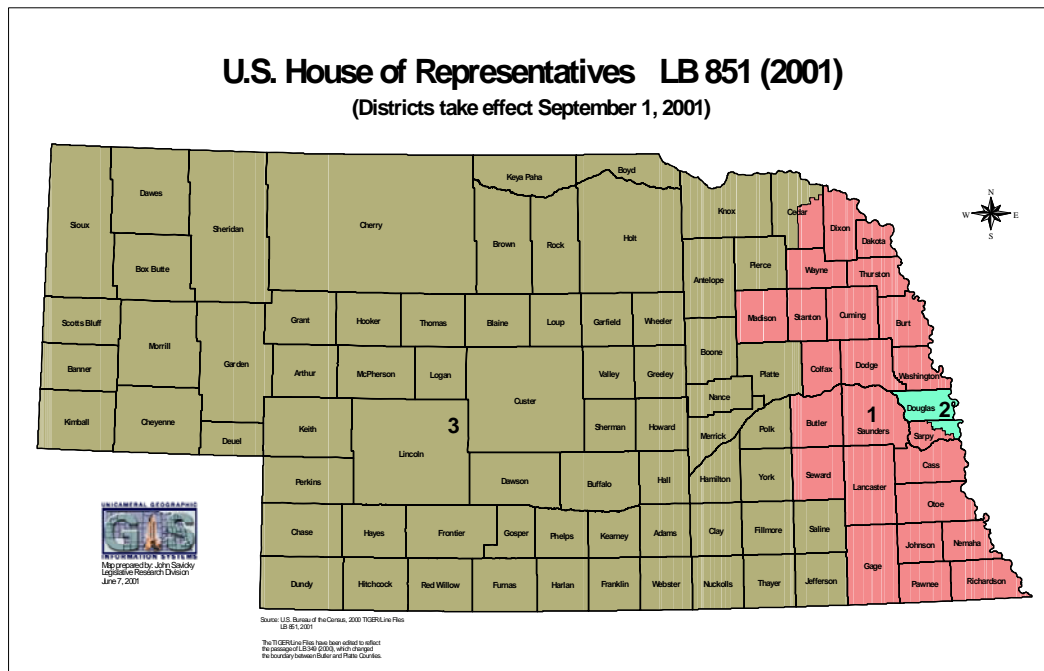 U.S. House of Representatives LB 851 (2001)
(Districts take effect September 1, 2001)
N
W E
S
Boyd
Keya Paha
Dawes
Knox
Cedar
Sioux
Sheridan
Cherry
Dixon
Holt
Brown
Rock
Dakota
Box Butte
Antelope
Pierce
Wayne
Thurston
Scotts Bluff
Grant
Hooker
Thomas
Blaine
Loup
Garfield
Wheeler
Madison
Stanton
Cuming
Burt
Morrill
Banner
Garden
Arthur
McPherson
Logan
Valley
Greeley
Boone
Platte
Colfax
Dodge
Washington
Custer
Nance
Douglas 2
Kimball
Cheyenne
Keith
3
Sherman
Howard
Merrick
Polk
Butler
1
Saunders
Sarpy
Deuel
Lincoln
Perkins
Dawson
Buffalo
Hall
Hamilton
York
Seward
Lancaster
Cass
Otoe
Chase
Hayes
Frontier
Gosper
Phelps
Kearney
Adams
Clay
Fillmore
Saline
Johnson
Nemaha
Gage
Dundy
Hitchcock
Red Willow
Furnas
Harlan
Franklin
Webster
Nuckolls
Thayer
Jefferson
Pawnee
Richardson
UNICAMERAL GEOGRAPHIC
GIS
INFORMATION SYSTEMS
Map prepared by: John Savicky
Legislative Research Division
June 7, 2001
Source: U.S. Bureau of the Census, 2000 TIGER/Line Files
LB 851, 2001
The TIGER/Line Files have been edited to reflect
the passage of LB 349 (2000), which changed
the boundary between Butler and Platte Counties.